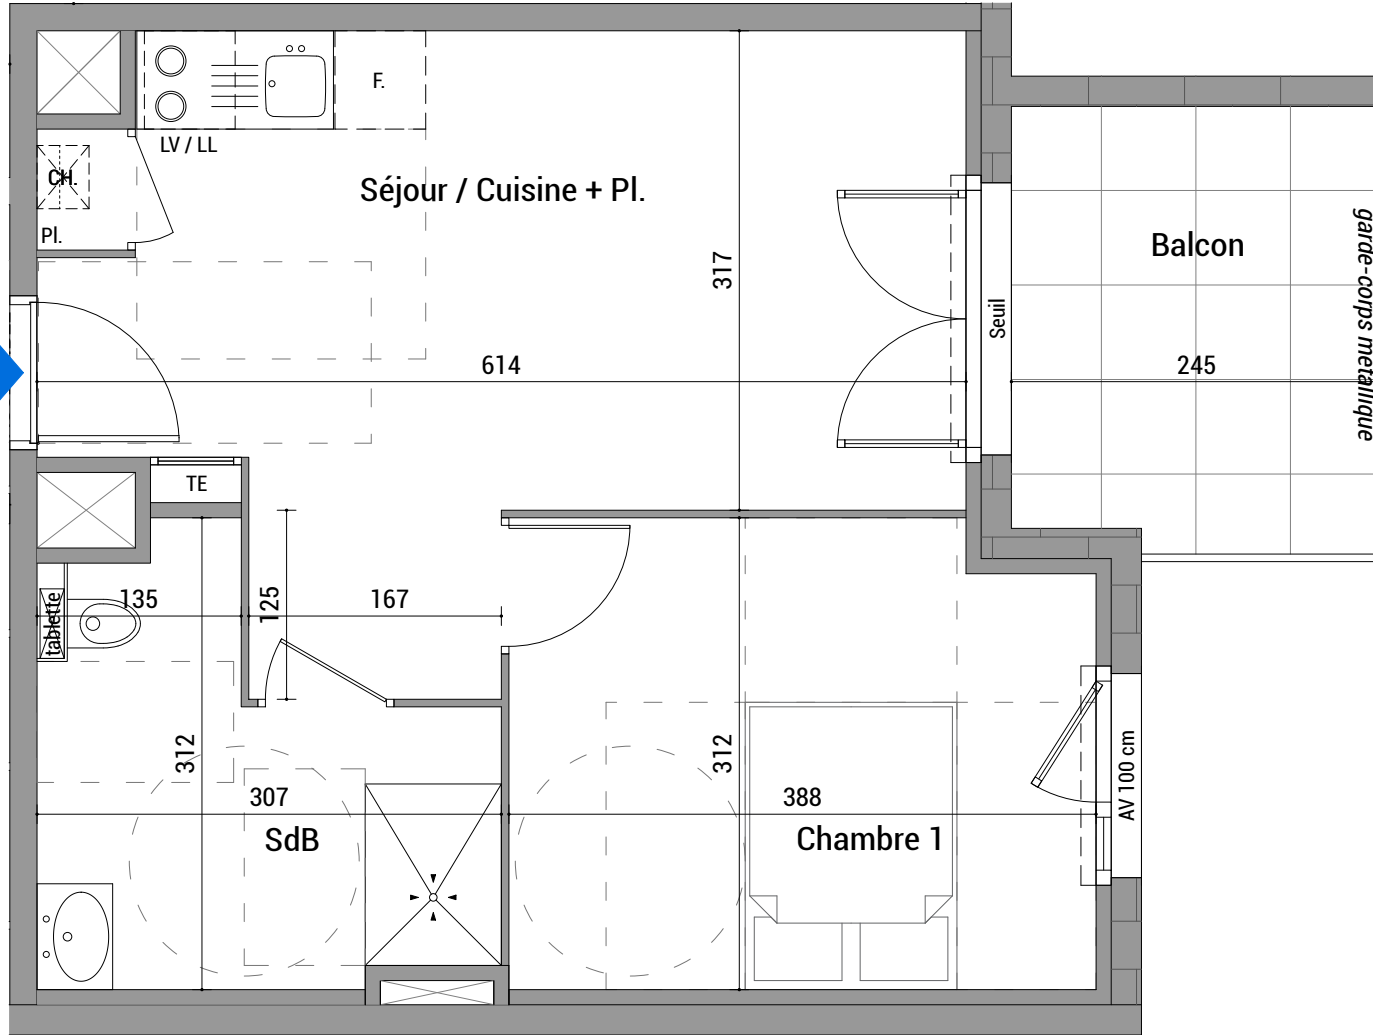 F.
LV / LL
CH.
Pl.
Séjour / Cuisine + Pl.
317
614
Seuil
Balcon
245
garde-corps métallique
TE
tablette
135
125
167
312
307
SdB
312
388
Chambre 1
AV 100 cm